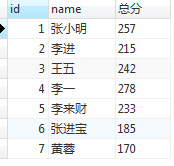 id name 总分
1 张小明 257
2 李进 215
3 王五 242
4 李一 278
5 李来财 233
6 张进宝 185
7 黄蓉 170